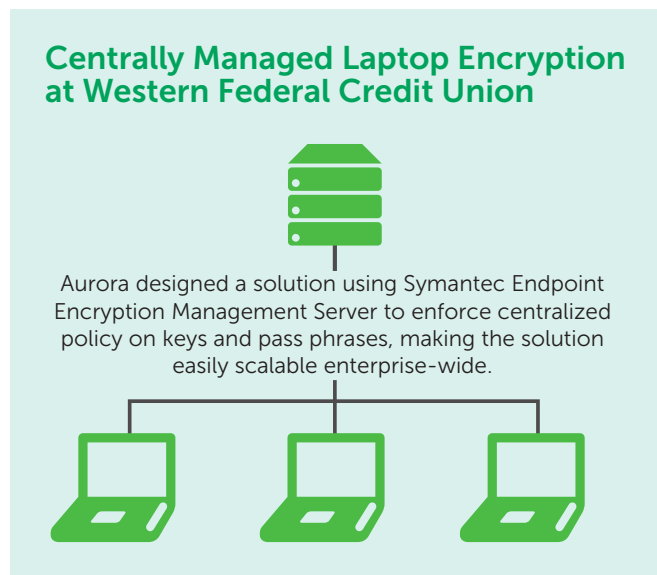 Centrally Managed Laptop Encryption
at Western Federal Credit Union
Aurora designed a solution using Symantec Endpoint
Encryption Management Server to enforce centralized
policy on keys and pass phrases, making the solution
easily scalable enterprise-wide.